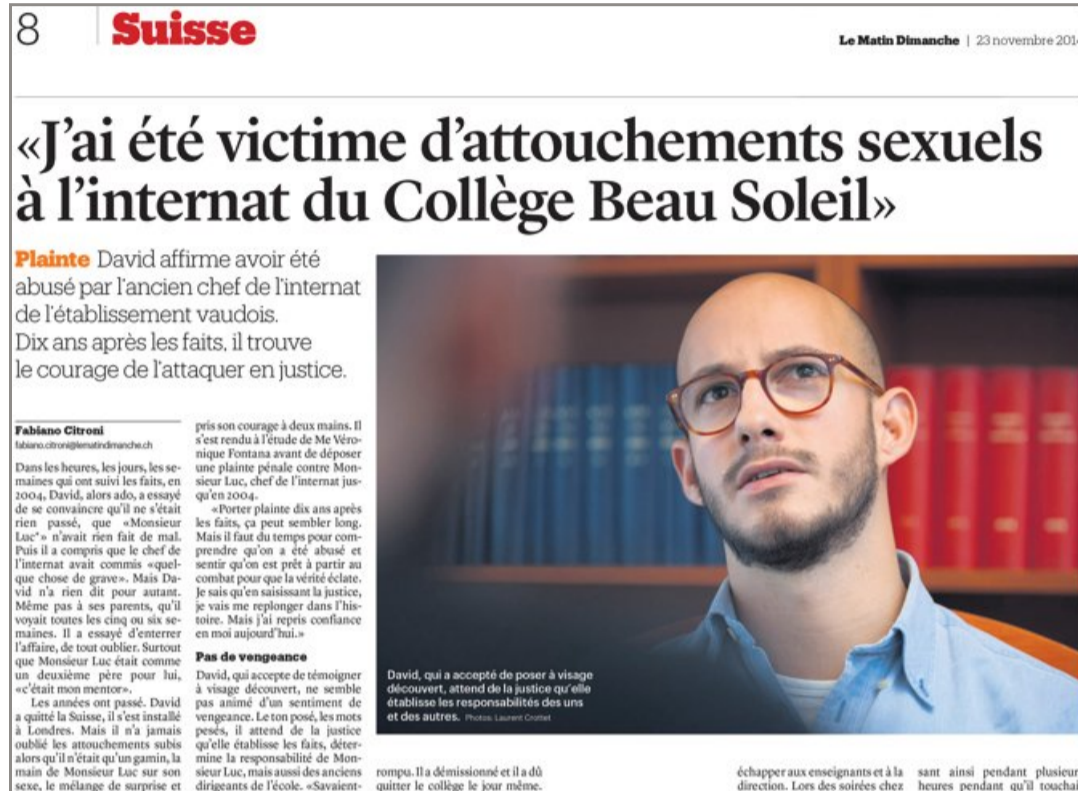 8
Suisse
Le Matin Dimanche | 23 novembre 2014
«J'ai été victime d'attouchements sexuels
à l'internat du Collège Beau Soleil»
Plainte David affirme avoir été
abusé par l'ancien chef de l'internat
de l'établissement vaudois.
Dix ans après les faits, il trouve
le courage de l'attaquer en justice.
Fabiano Citroni
fabiano.citroni@lematindimanche.ch
Dans les heures, les jours, les se-
maines qui ont suivi les faits, en
2004, David, alors ado, a essayé
de se convaincre qu'il ne s'était
rien passé, que «Monsieur
Luc*» n'avait rien fait de mal.
Puis il a compris que le chef de
l'internat avait commis «quel-
que chose de grave». Mais Da-
vid n'a rien dit pour autant.
Même pas à ses parents, qu'il
voyait toutes les cinq ou six se-
maines. Il a essayé d'enterrer
l'affaire, de tout oublier. Surtout
que Monsieur Luc était comme
un deuxième père pour lui,
«c'était mon mentor».
Les années ont passé. David
a quitté la Suisse, il s'est installé
à Londres. Mais il n'a jamais
oublié les attouchements subis
alors qu'il n'était qu'un gamin, la
main de Monsieur Luc sur son
sexe, le mélange de surprise et
pris son courage à deux mains. Il
s'est rendu à l'étude de Me Véro-
nique Fontana avant de déposer
une plainte pénale contre Mon-
sieur Luc, chef de l'internat jus-
qu'en 2004.
«Porter plainte dix ans après
les faits, ça peut sembler long.
Mais il faut du temps pour com-
prendre qu'on a été abusé et
sentir qu'on est prêt à partir au
combat pour que la vérité éclate.
Je sais qu'en saisissant la justice,
je vais me replonger dans l'his-
toire. Mais j'ai repris confiance
en moi aujourd'hui.»
Pas de vengeance
David, qui accepte de témoigner
à visage découvert, ne semble
pas animé d'un sentiment de
vengeance. Le ton posé, les mots
pesés, il attend de la justice
qu'elle établisse les faits, déter-
mine la responsabilité de Mon-
sieur Luc, mais aussi des anciens
dirigeants de l'école. «Savaient-
David, qui a accepté de poser à visage
découvert, attend de la justice qu'elle
établisse les responsabilités des uns
et des autres. Photos: Laurent Crottet
rompu. Il a démissionné et il a dû
quitter le collège le jour même.
échapper aux enseignants et à la
direction. Lors des soirées chez
sant ainsi pendant plusieurs
heures pendant qu'il touchait